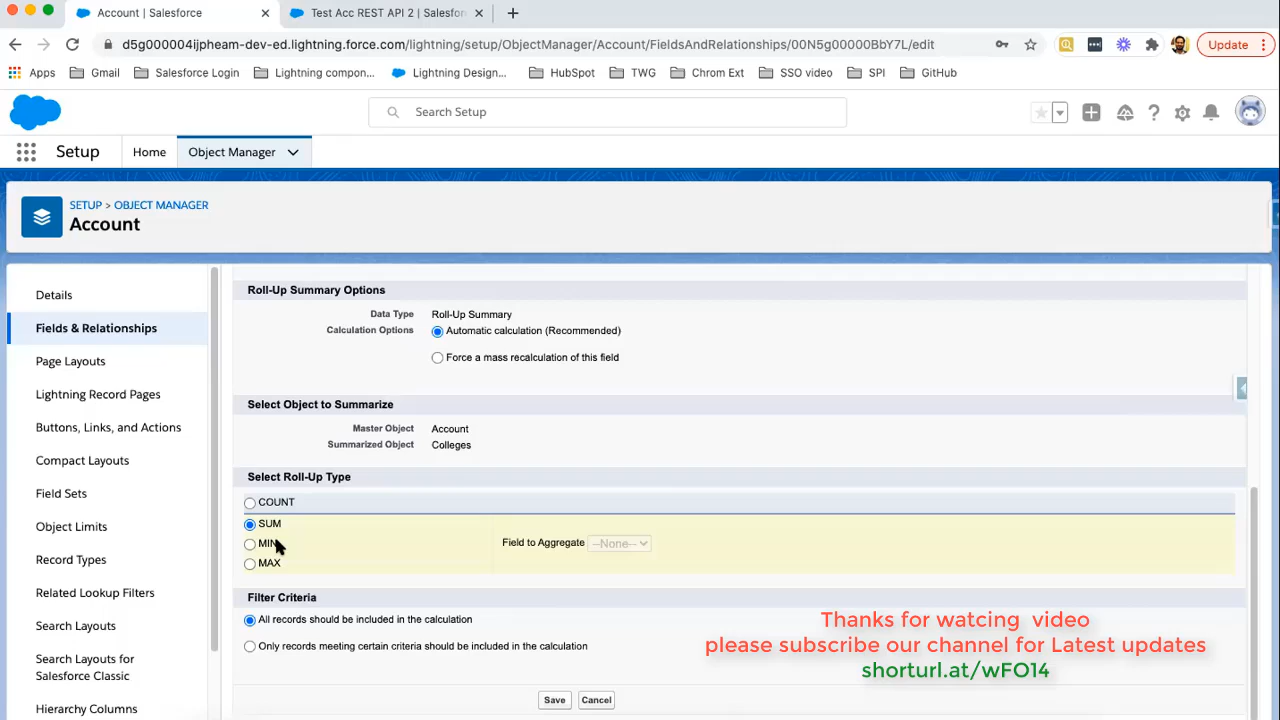 Account | Salesforce
Test Acc REST API 2 | Salesfor
d5g000004ijpheam-dev-ed.lightning.force.com/lightning/setup/ObjectManager/Account/FieldsAndRelationships/00N5g00000BbY7L/edit
Update
Apps
Gmail
Salesforce Login
Lightning compon...
Lightning Design...
HubSpot
TWG
Chrom Ext
SSO video
SPI
GitHub
Search Setup
Setup
Home
Object Manager
SETUP > OBJECT MANAGER
Account
Details
Fields & Relationships
Page Layouts
Lightning Record Pages
Buttons, Links, and Actions
Compact Layouts
Field Sets
Object Limits
Record Types
Related Lookup Filters
Search Layouts
Search Layouts for
Salesforce Classic
Hierarchy Columns
Roll-Up Summary Options
Data Type Roll-Up Summary
Calculation Options Automatic calculation (Recommended)
Force a mass recalculation of this field
Select Object to Summarize
Master Object Account
Summarized Object Colleges
Select Roll-Up Type
COUNT
SUM
MIN
MAX
Field to Aggregate --None--
Filter Criteria
All records should be included in the calculation
Only records meeting certain criteria should be included in the calculation
Save Cancel
Thanks for watcing video
please subscribe our channel for Latest updates
shorturl.at/wFO14